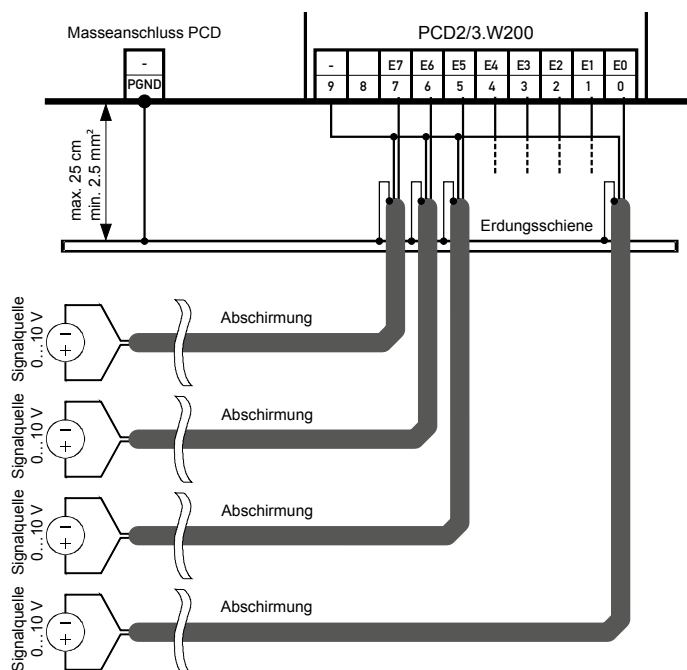 Masseanschluss PCD
PCD2/3.W200
-
PGND
- E7 E6 E5 E4 E3 E2 E1 E0
9 8 7 6 5 4 3 2 1 0
max. 25 cm
min. 2.5 mm²
Erdungsschiene
Signalquelle
0...10 V
- +
Abschirmung
Signalquelle
0...10 V
- +
Abschirmung
Signalquelle
0...10 V
- +
Abschirmung
Signalquelle
0...10 V
- +
Abschirmung